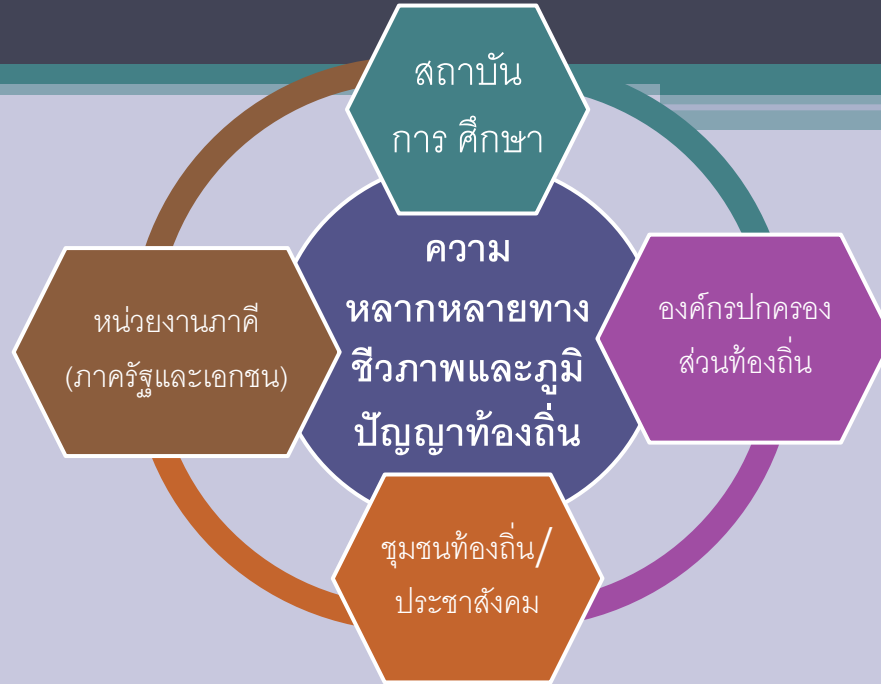 สถาบัน
การ ศึกษา
ความ
หลากหลายทาง
ชีวภาพและภูมิ
ปัญญาท้องถิ่น
หน่วยงานภาคี
(ภาครัฐและเอกชน)
องค์กรปกครอง
ส่วนท้องถิ่น
ชุมชนท้องถิ่น/
ประชาสังคม